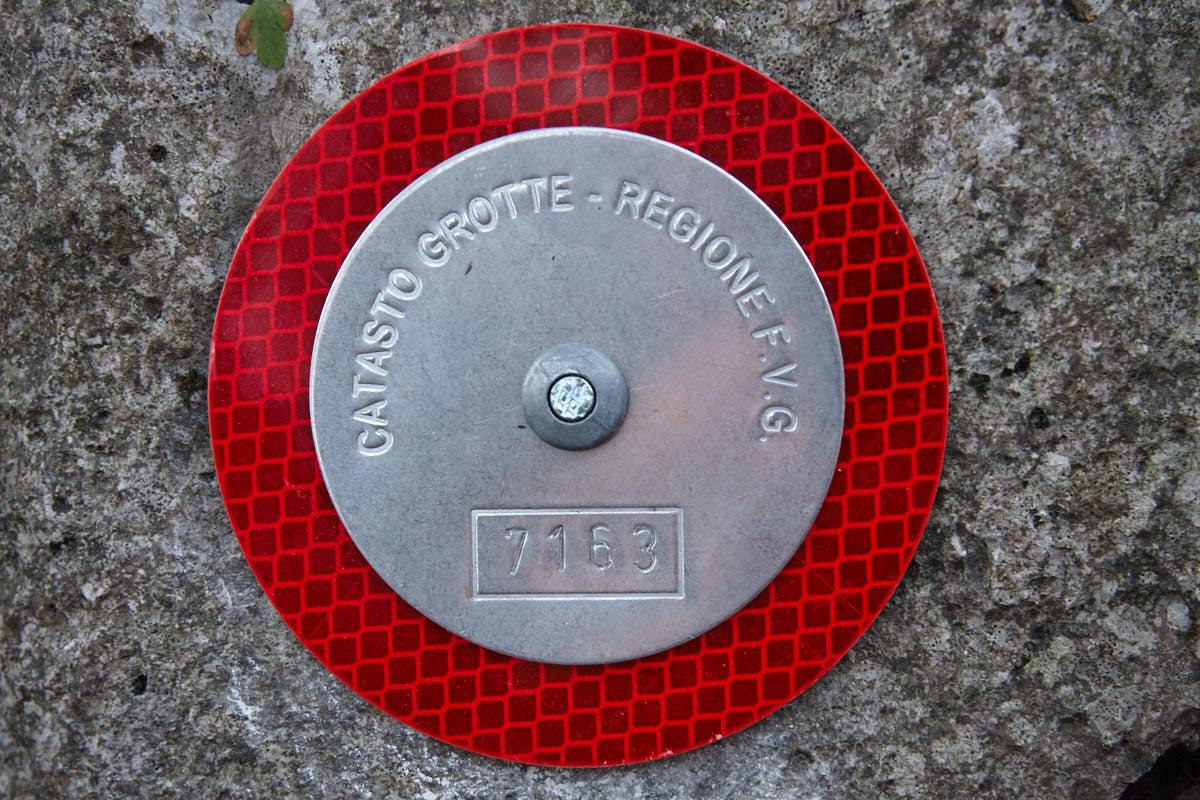 CATASTO GROTTE - REGIONE F.V.G.
7163